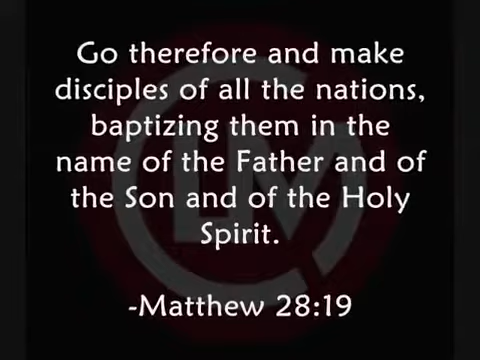 Go therefore and make
disciples of all the nations,
baptizing them in the
name of the Father and of
the Son and of the Holy
Spirit.
-Matthew 28:19